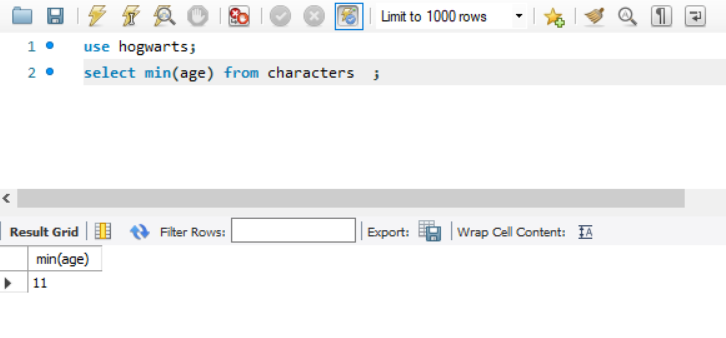 Limit to 1000 rows
1 use hogwarts;
2 select min(age) from characters  ;
Result Grid Filter Rows: Export: Wrap Cell Content: IA
min(age)
11